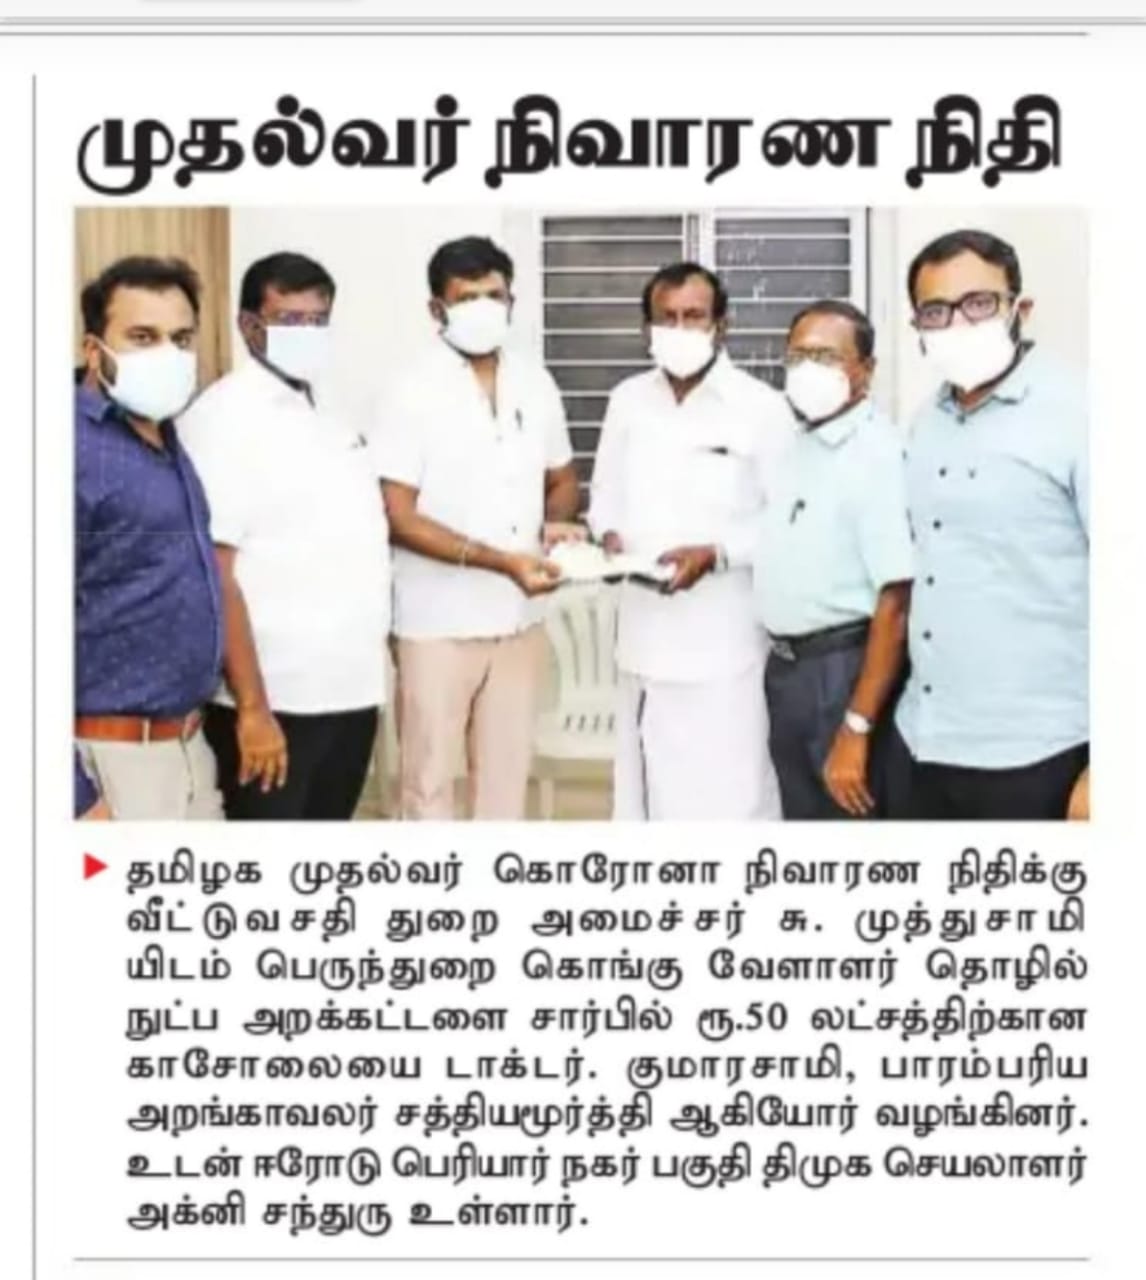 முதல்வர் நிவாரண நிதி
தமிழக முதல்வர் கொரோனா நிவாரண நிதிக்கு
வீட்டுவசதி துறை அமைச்சர் சு. முத்துசாமி
யிடம் பெருந்துறை கொங்கு வேளாளர் தொழில்
நுட்ப அறக்கட்டளை சார்பில் ரூ.50 லட்சத்திற்கான
காசோலையை டாக்டர். குமாரசாமி, பாரம்பரிய
அறங்காவலர் சத்தியமூர்த்தி ஆகியோர் வழங்கினர்.
உடன் ஈரோடு பெரியார் நகர் பகுதி திமுக செயலாளர்
அக்னி சந்துரு உள்ளார்.